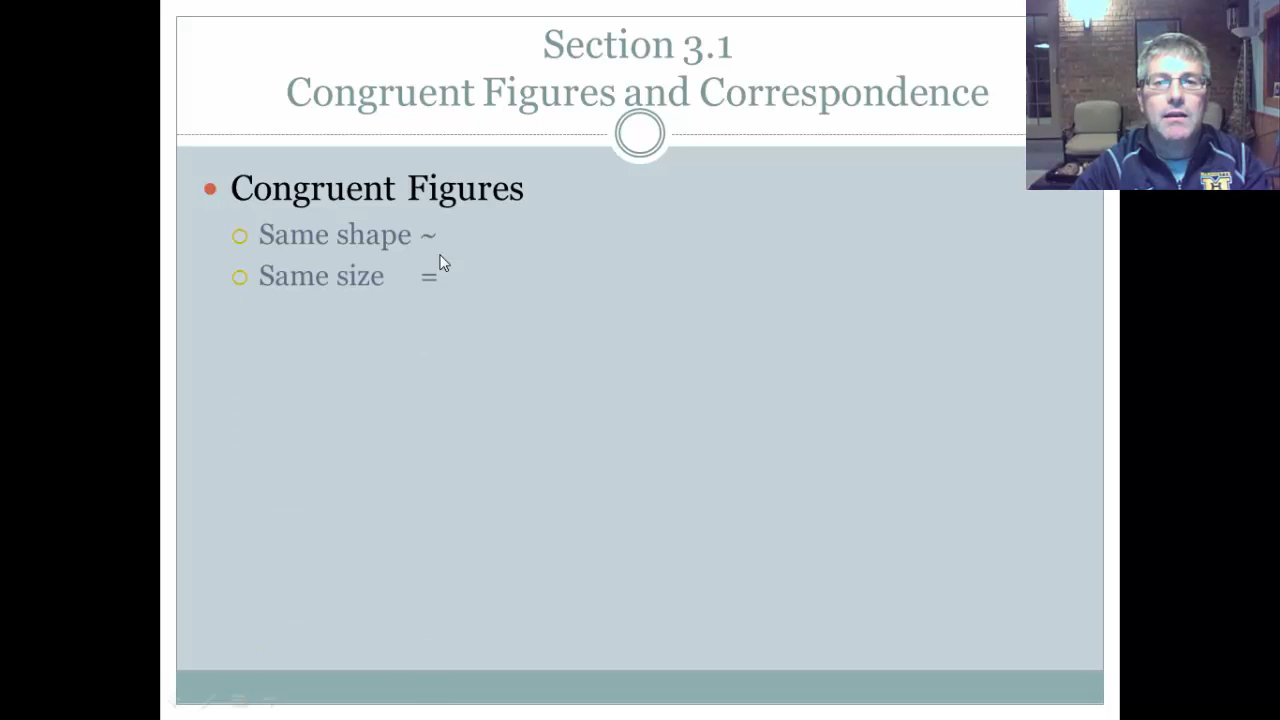 Section 3.1
Congruent Figures and Correspondence
Congruent Figures
Same shape ~
Same size =